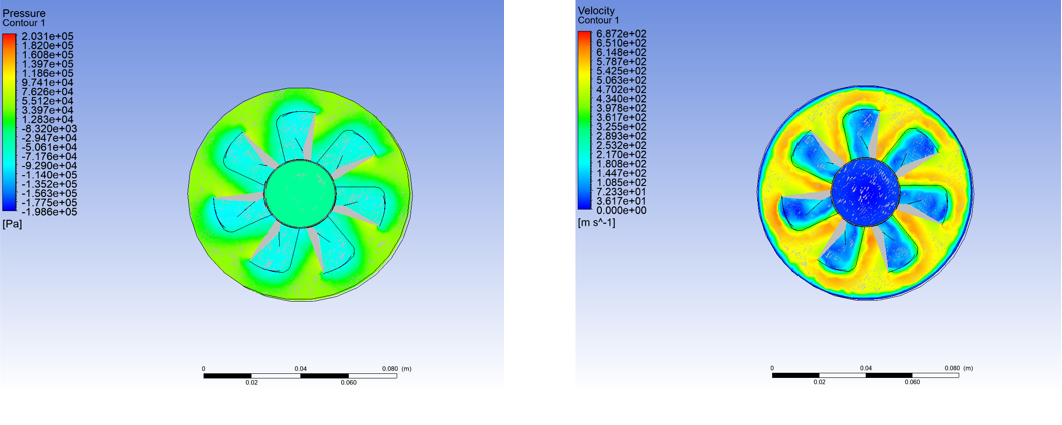 Pressure
Contour 1
2.031e+05
1.820e+05
1.608e+05
1.397e+05
1.186e+05
9.741e+04
7.626e+04
5.512e+04
3.397e+04
1.283e+04
-8.320e+03
-2.947e+04
-5.061e+04
-7.176e+04
-9.290e+04
-1.140e+05
-1.352e+05
-1.563e+05
-1.775e+05
-1.986e+05
[Pa]
0 0.04 0.080 (m)
0.02 0.060
Velocity
Contour 1
6.872e+02
6.510e+02
6.148e+02
5.787e+02
5.425e+02
5.063e+02
4.702e+02
4.340e+02
3.978e+02
3.617e+02
3.255e+02
2.893e+02
2.532e+02
2.170e+02
1.808e+02
1.447e+02
1.085e+02
7.233e+01
3.617e+01
0.000e+00
[m s^-1]
0 0.04 0.080 (m)
0.02 0.060